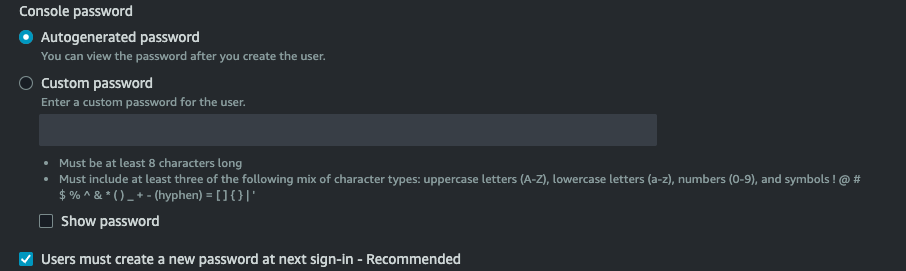 Console password
Autogenerated password
You can view the password after you create the user.
Custom password
Enter a custom password for the user.
• Must be at least 8 characters long
• Must include at least three of the following mix of character types: uppercase letters (A-Z), lowercase letters (a-z), numbers (0-9), and symbols ! @ #
$ % ^ & * ( ) _ + - (hyphen) = [ ] { } | '
Show password
Users must create a new password at next sign-in - Recommended